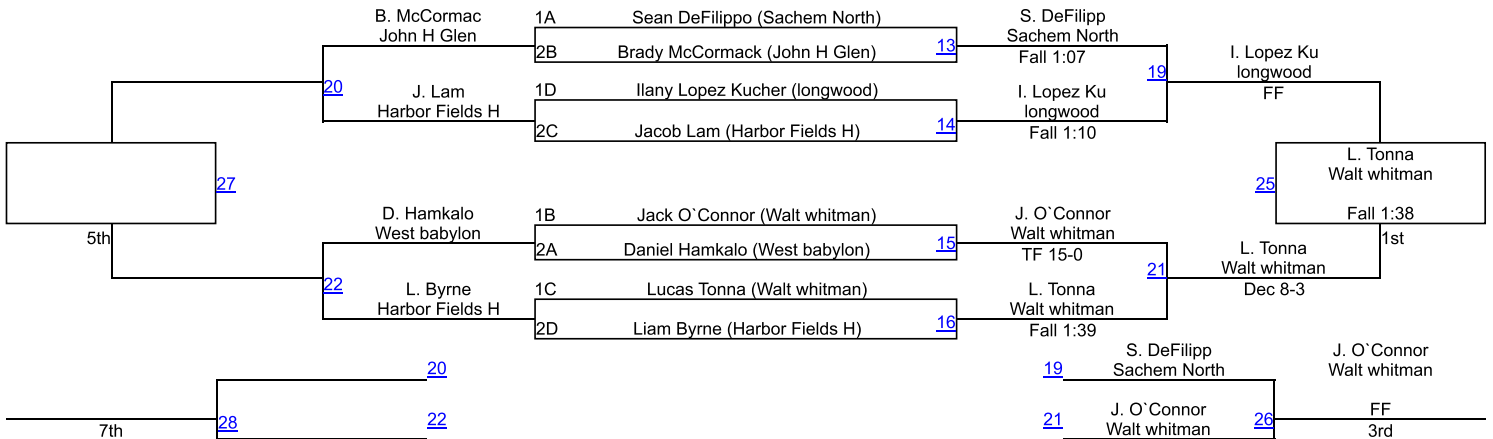 B. McCormac
John H Glen
1A
Sean DeFilippo (Sachem North)
2B
Brady McCormack (John H Glen)
13
S. DeFilipp
Sachem North
Fall 1:07
20
J. Lam
Harbor Fields H
1D
Ilany Lopez Kucher (longwood)
2C
Jacob Lam (Harbor Fields H)
14
I. Lopez Ku
longwood
Fall 1:10
19
I. Lopez Ku
longwood
FF
27
5th
25
L. Tonna
Walt whitman
Fall 1:38
1st
D. Hamkalo
West babylon
1B
Jack O`Connor (Walt whitman)
2A
Daniel Hamkalo (West babylon)
15
J. O`Connor
Walt whitman
TF 15-0
22
L. Byrne
Harbor Fields H
1C
Lucas Tonna (Walt whitman)
2D
Liam Byrne (Harbor Fields H)
16
L. Tonna
Walt whitman
Fall 1:39
21
L. Tonna
Walt whitman
Dec 8-3
20
22
28
7th
19
S. DeFilipp
Sachem North
21
J. O`Connor
Walt whitman
26
J. O`Connor
Walt whitman
FF
3rd